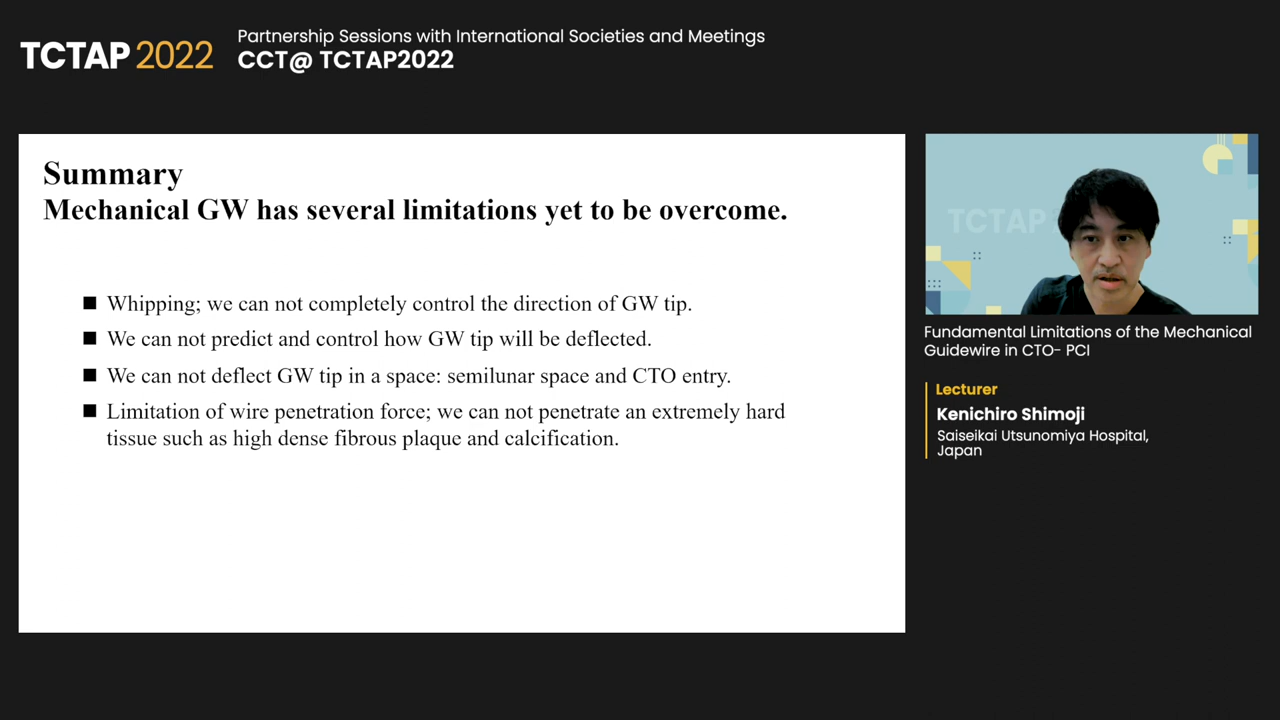 TCTAP 2022
Partnership Sessions with International Societies and Meetings
CCT@ TCTAP2022
Summary
Mechanical GW has several limitations yet to be overcome.
Whipping; we can not completely control the direction of GW tip.
We can not predict and control how GW tip will be deflected.
We can not deflect GW tip in a space: semilunar space and CTO entry.
Limitation of wire penetration force; we can not penetrate an extremely hard
tissue such as high dense fibrous plaque and calcification.
TCTAP
Fundamental Limitations of the Mechanical
Guidewire in CTO- PCI
Lecturer
Kenichiro Shimoji
Saiseikai Utsunomiya Hospital,
Japan